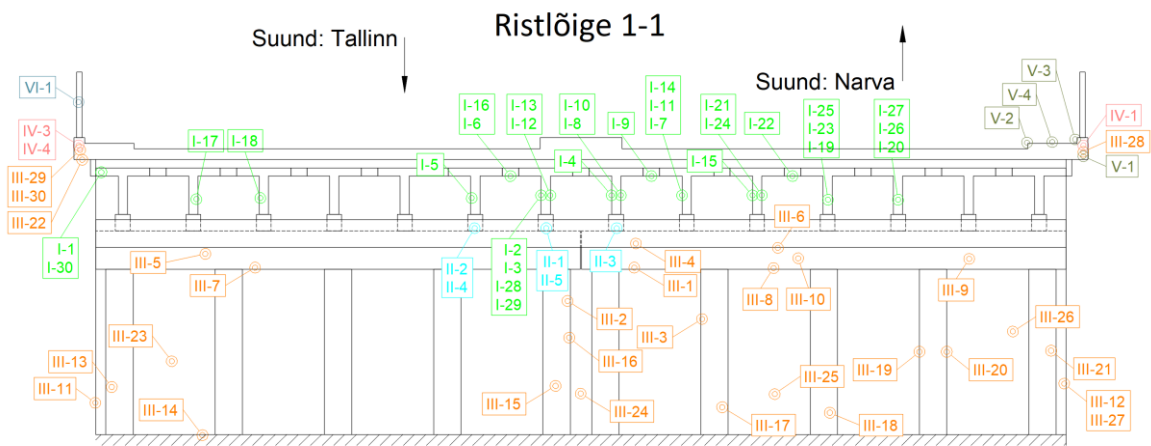 Ristlõige 1-1
Suund: Tallinn
Suund: Narva
VI-1
IV-3
IV-4
III-29
III-30
III-22
I-1
I-30
I-17
I-18
I-5
I-16
I-6
I-13
I-12
I-10
I-8
I-4
I-9
I-14
I-11
I-7
I-21
I-24
I-15
I-22
I-25
I-23
I-19
I-27
I-26
I-20
V-2
V-4
V-3
IV-1
III-28
V-1
III-5
III-7
II-2
II-4
I-2
I-3
I-28
I-29
II-1
II-5
II-3
III-4
III-1
III-6
III-8
III-10
III-9
III-2
III-3
III-16
III-23
III-13
III-11
III-14
III-15
III-24
III-25
III-17
III-18
III-19
III-20
III-26
III-21
III-12
III-27